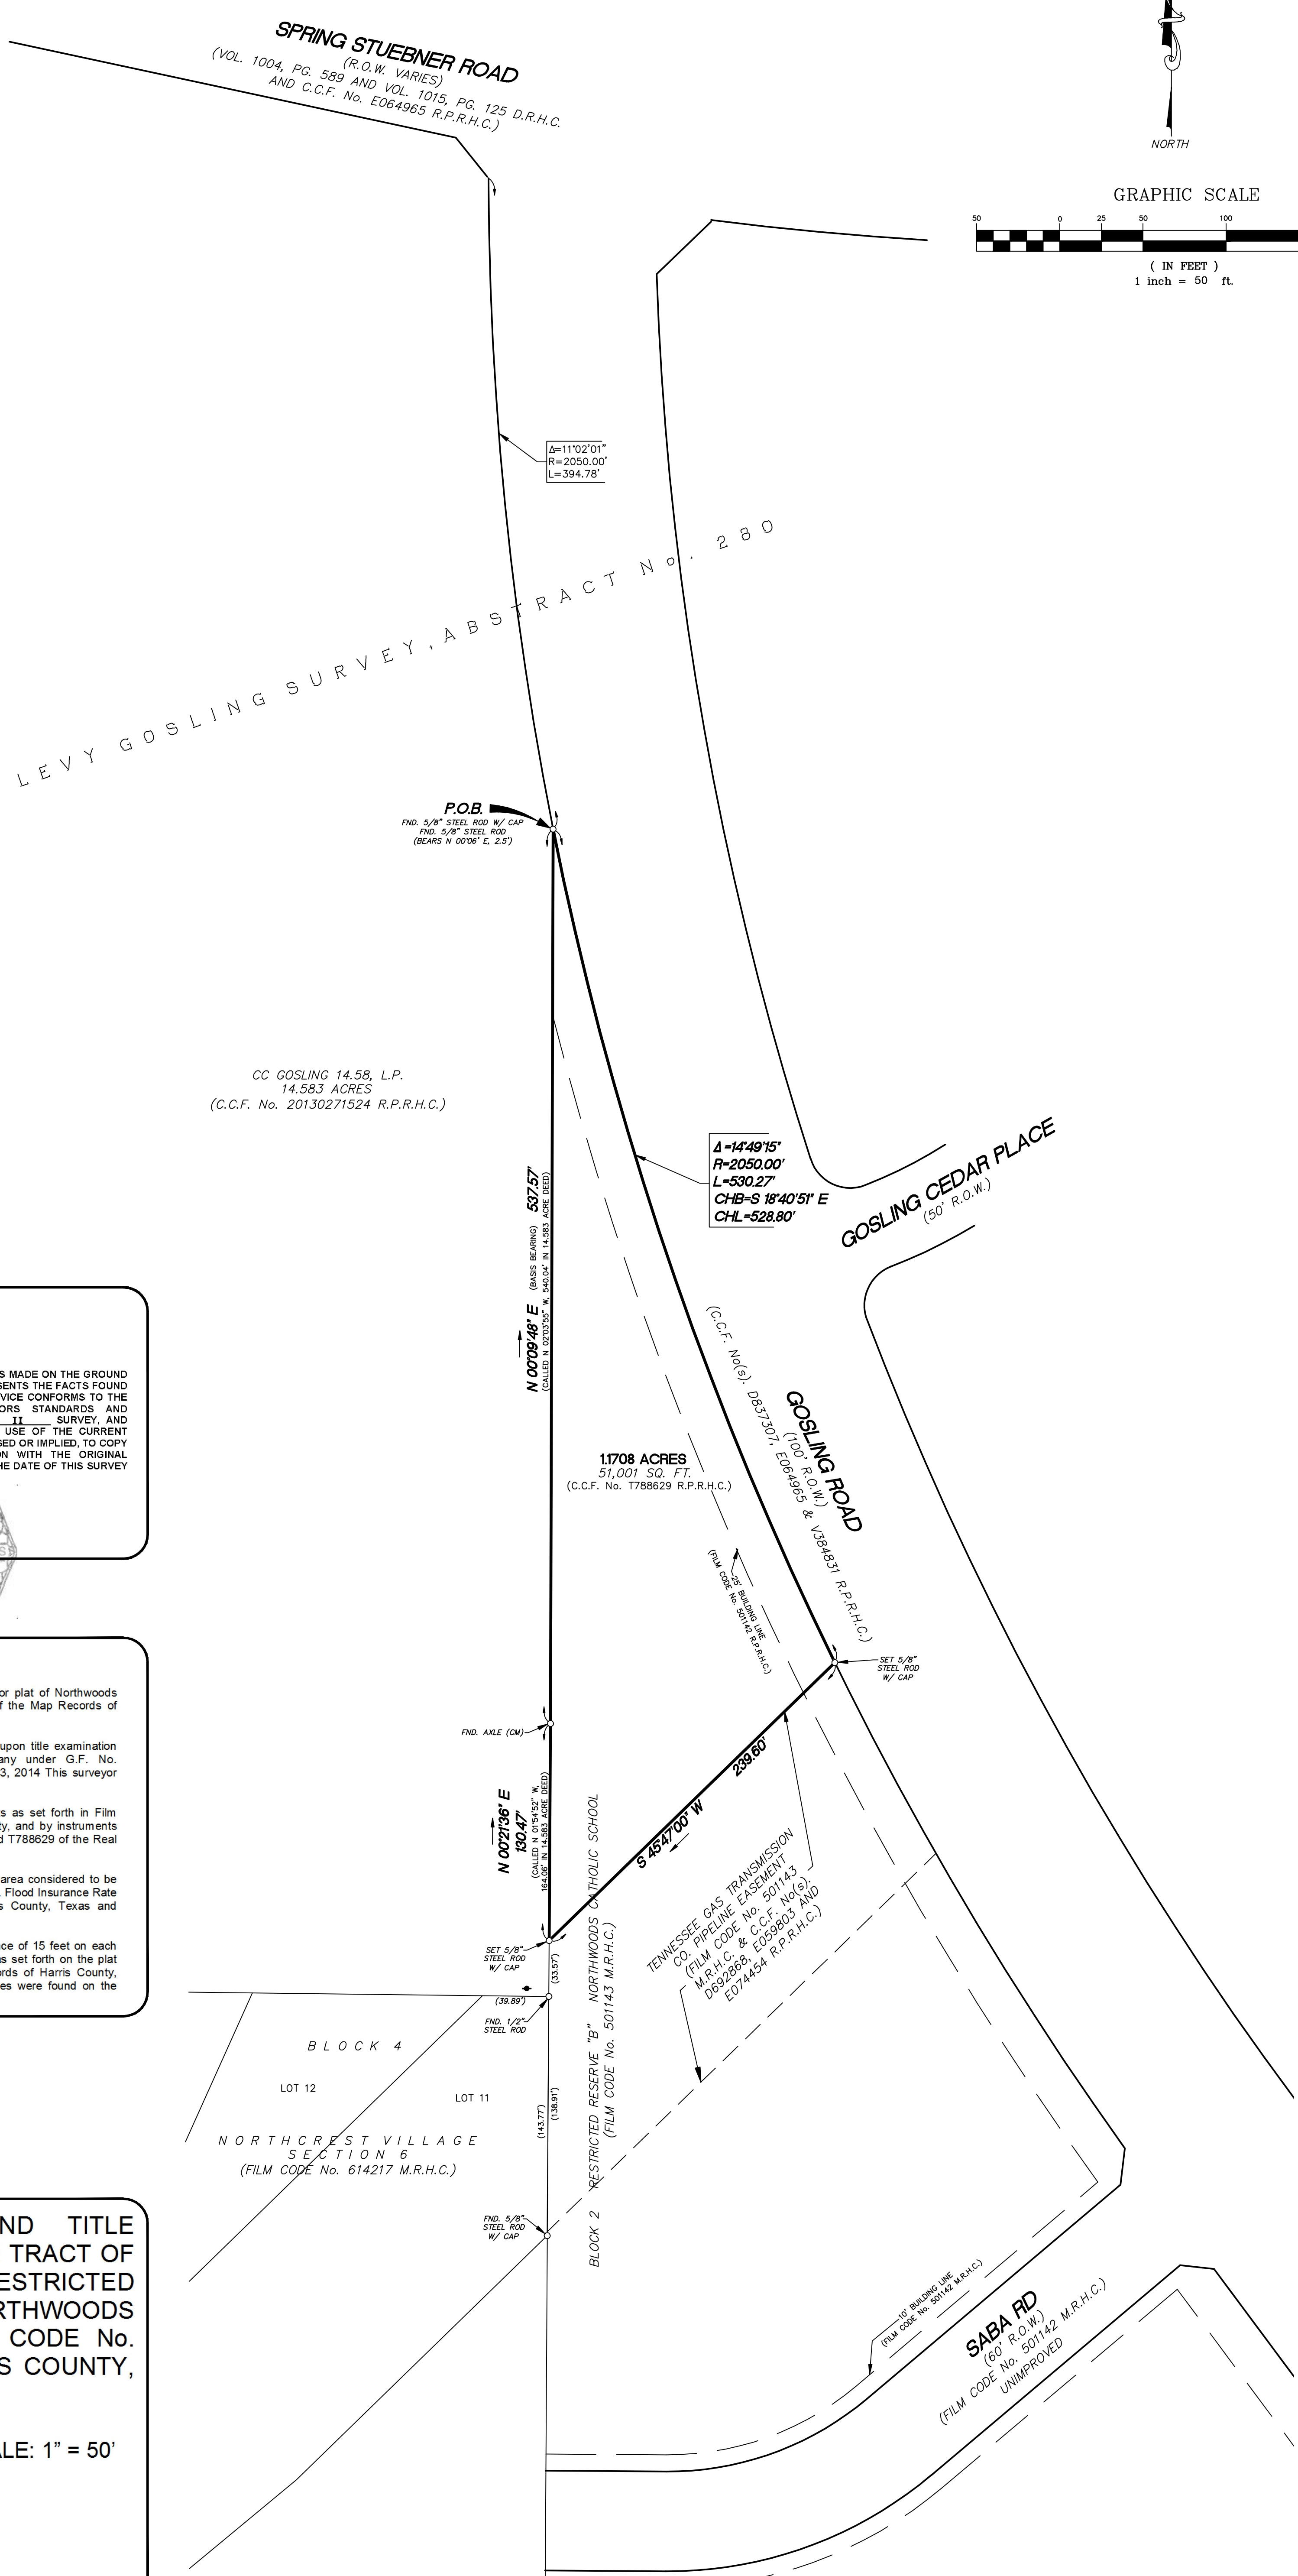 SPRING STUEBNER ROAD
(R.O.W. VARIES)
(VOL. 1004, PG. 589 AND VOL. 1015, PG. 125 D.R.H.C.
AND C.C.F. No. E064965 R.P.R.H.C.)
NORTH
GRAPHIC SCALE
50 0 25 50 100
( IN FEET )
1 inch = 50 ft.
Δ=11°02'01"
R=2050.00'
L=394.78'
LEVY GOSLING SURVEY, ABSTRACT No. 280
P.O.B.
FND. 5/8" STEEL ROD W/ CAP
FND. 5/8" STEEL ROD
(BEARS N 00°06' E, 2.5')
CC GOSLING 14.58, L.P.
14.583 ACRES
(C.C.F. No. 20130271524 R.P.R.H.C.)
Δ=14°49'15"
R=2050.00'
L=530.27'
CHB=S 18°40'51" E
CHL=528.80'
GOSLING CEDAR PLACE
(50' R.O.W.)
N 00°09'48" E (BASIS BEARING) 537.57'
(CALLED N 02°03'55" W, 540.04' IN 14.583 ACRE DEED)
GOSLING ROAD
(100' R.O.W.)
(C.C.F. No(s). D837307, E064965 & V384831 R.P.R.H.C.)
1.1708 ACRES
51,001 SQ. FT.
(C.C.F. No. T788629 R.P.R.H.C.)
25' BUILDING LINE
(FILM CODE No. 501142 R.P.R.H.C.)
SET 5/8"
STEEL ROD
W/ CAP
FND. AXLE (CM)
N 00°21'36" E
130.47'
(CALLED N 01°54'52" W,
164.06' IN 14.583 ACRE DEED)
S 45°47'00" W 239.60'
TENNESSEE GAS TRANSMISSION
CO. PIPELINE EASEMENT
(FILM CODE No. 501143
M.R.H.C. & C.C.F. No(s).
D692868, E059803 AND
E074454 R.P.R.H.C.)
SET 5/8"
STEEL ROD
W/ CAP
(33.57')
(39.89')
FND. 1/2"
STEEL ROD
BLOCK 2 RESTRICTED RESERVE "B" NORTHWOODS CATHOLIC SCHOOL
(FILM CODE No. 501143 M.R.H.C.)
BLOCK 4
LOT 12
LOT 11
(143.77')
(138.91')
NORTHCREST VILLAGE
SECTION 6
(FILM CODE No. 614217 M.R.H.C.)
FND. 5/8"
STEEL ROD
W/ CAP
10' BUILDING LINE
(FILM CODE No. 501142 M.R.H.C.)
SABA RD
(60' R.O.W.)
(FILM CODE No. 501142 M.R.H.C.)
UNIMPROVED
S MADE ON THE GROUND
SENTS THE FACTS FOUND
VICE CONFORMS TO THE
ORS STANDARDS AND
II SURVEY, AND
USE OF THE CURRENT
SED OR IMPLIED, TO COPY
ON WITH THE ORIGINAL
HE DATE OF THIS SURVEY
or plat of Northwoods
f the Map Records of
upon title examination
any under G.F. No.
3, 2014 This surveyor
ts as set forth in Film
ty, and by instruments
d T788629 of the Real
area considered to be
Flood Insurance Rate
s County, Texas and
ce of 15 feet on each
as set forth on the plat
ords of Harris County,
es were found on the
ND TITLE
TRACT OF
ESTRICTED
RTHWOODS
CODE No.
S COUNTY,
ALE: 1" = 50'